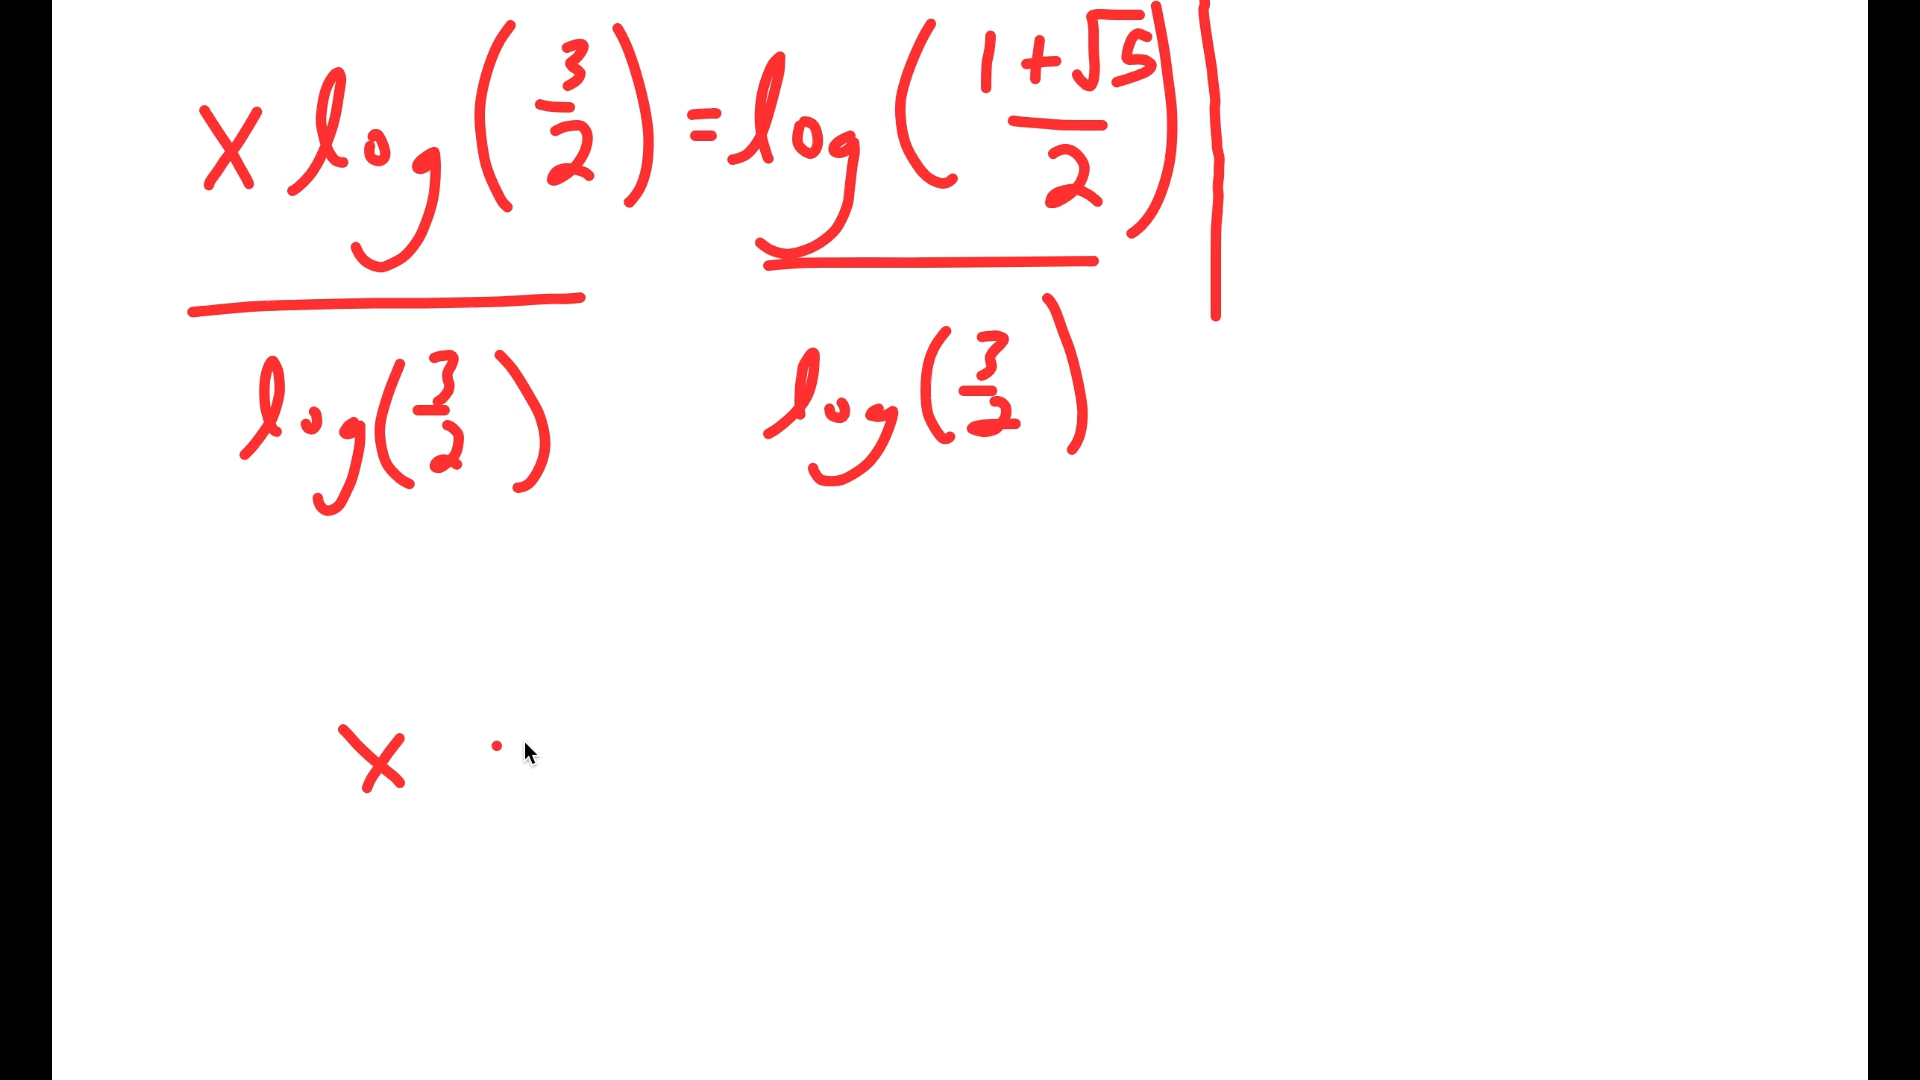 x log(3/2) = log((1+√5)/2)
log(3/2) log(3/2)
x